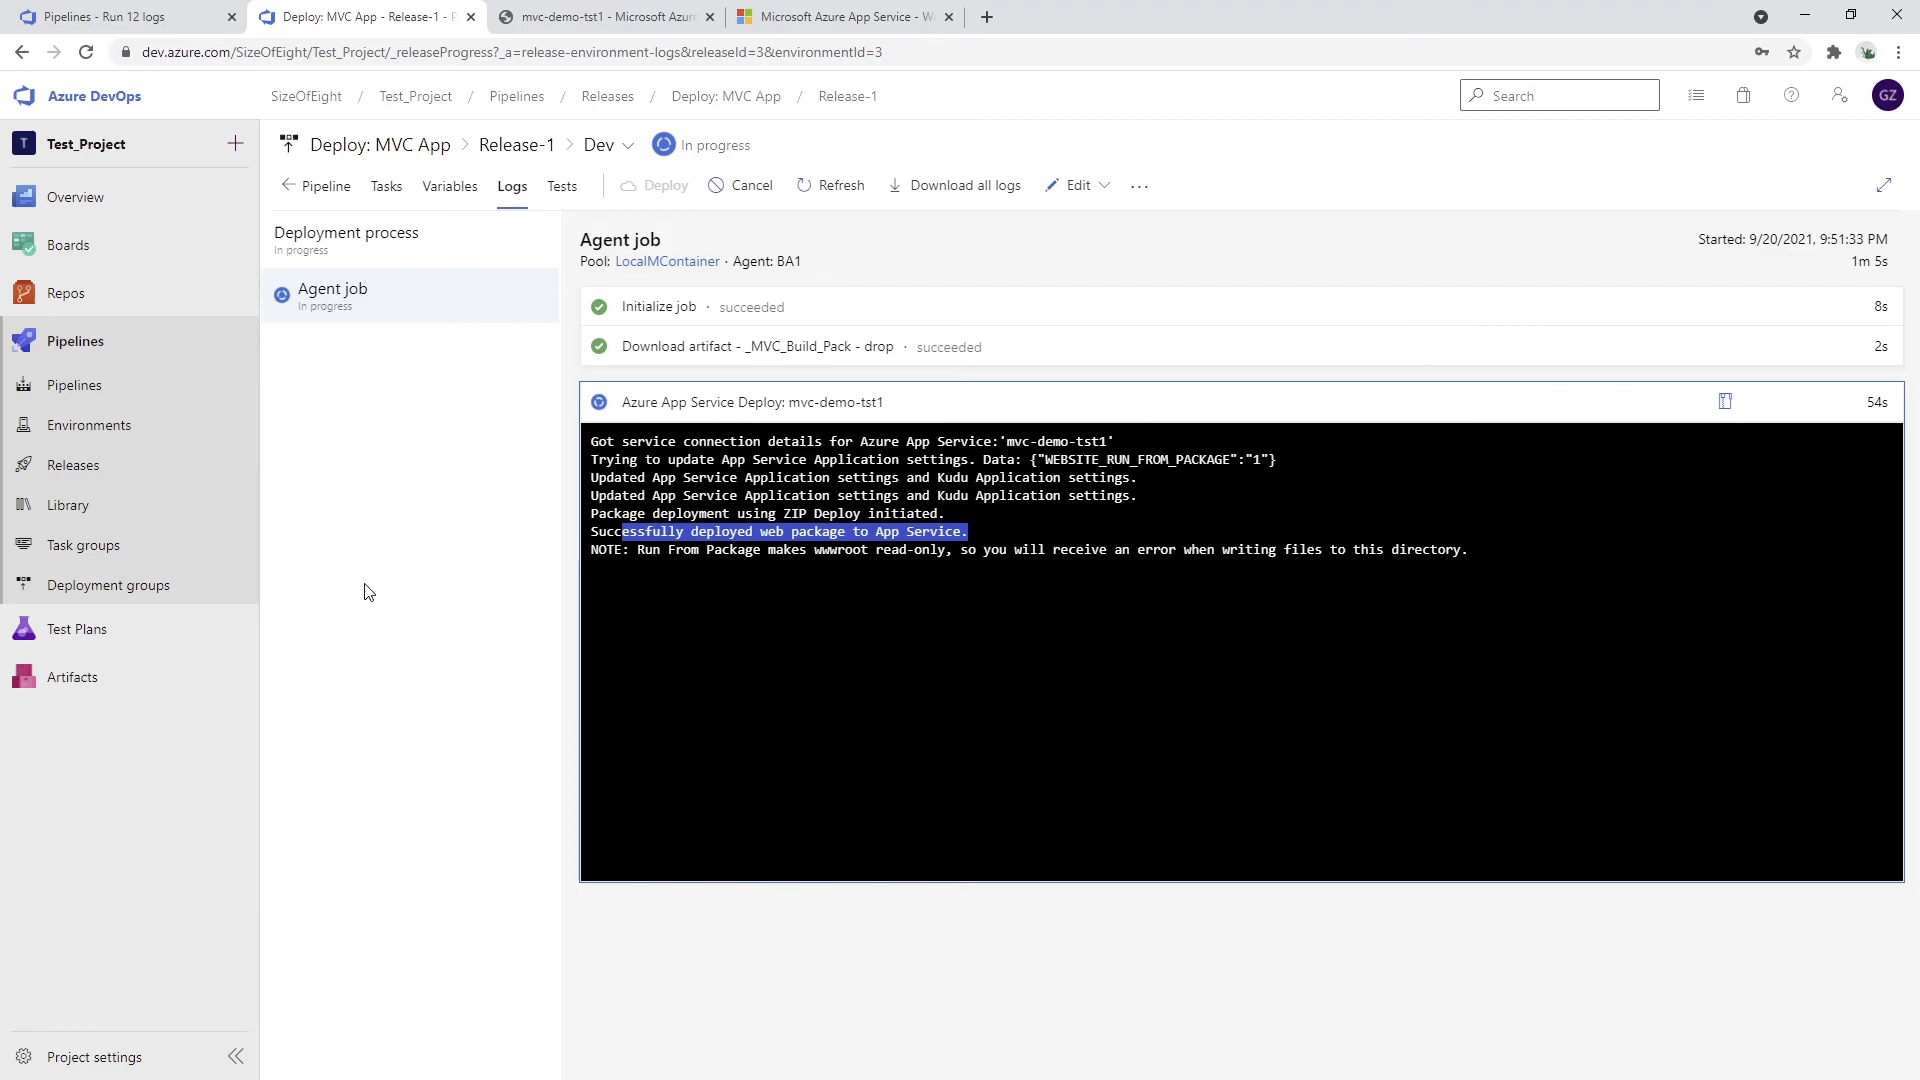 Pipelines - Run 12 logs
Deploy: MVC App - Release-1 - P
mvc-demo-tst1 - Microsoft Azure
Microsoft Azure App Service - W
dev.azure.com/SizeOfEight/Test_Project/_releaseProgress?_a=release-environment-logs&releaseId=3&environmentId=3
Azure DevOps
SizeOfEight / Test_Project / Pipelines / Releases / Deploy: MVC App / Release-1
Search
GZ
T Test_Project
Overview
Boards
Repos
Pipelines
Pipelines
Environments
Releases
Library
Task groups
Deployment groups
Test Plans
Artifacts
Project settings
Deploy: MVC App > Release-1 > Dev In progress
Pipeline Tasks Variables Logs Tests Deploy Cancel Refresh Download all logs Edit ...
Deployment process
In progress
Agent job
In progress
Agent job
Started: 9/20/2021, 9:51:33 PM
Pool: LocalMContainer · Agent: BA1
1m 5s
Initialize job · succeeded 8s
Download artifact - _MVC_Build_Pack - drop · succeeded 2s
Azure App Service Deploy: mvc-demo-tst1 54s
Got service connection details for Azure App Service:'mvc-demo-tst1'
Trying to update App Service Application settings. Data: {"WEBSITE_RUN_FROM_PACKAGE":"1"}
Updated App Service Application settings and Kudu Application settings.
Updated App Service Application settings and Kudu Application settings.
Package deployment using ZIP Deploy initiated.
Successfully deployed web package to App Service.
NOTE: Run From Package makes wwwroot read-only, so you will receive an error when writing files to this directory.